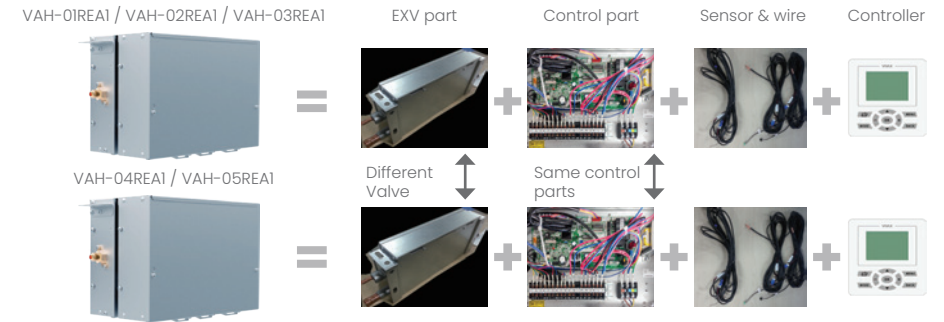 VAH-01REA1 / VAH-02REA1 / VAH-03REA1
EXV part
Control part
Sensor & wire
Controller
Different
Valve
Same control
parts
VAH-04REA1 / VAH-05REA1